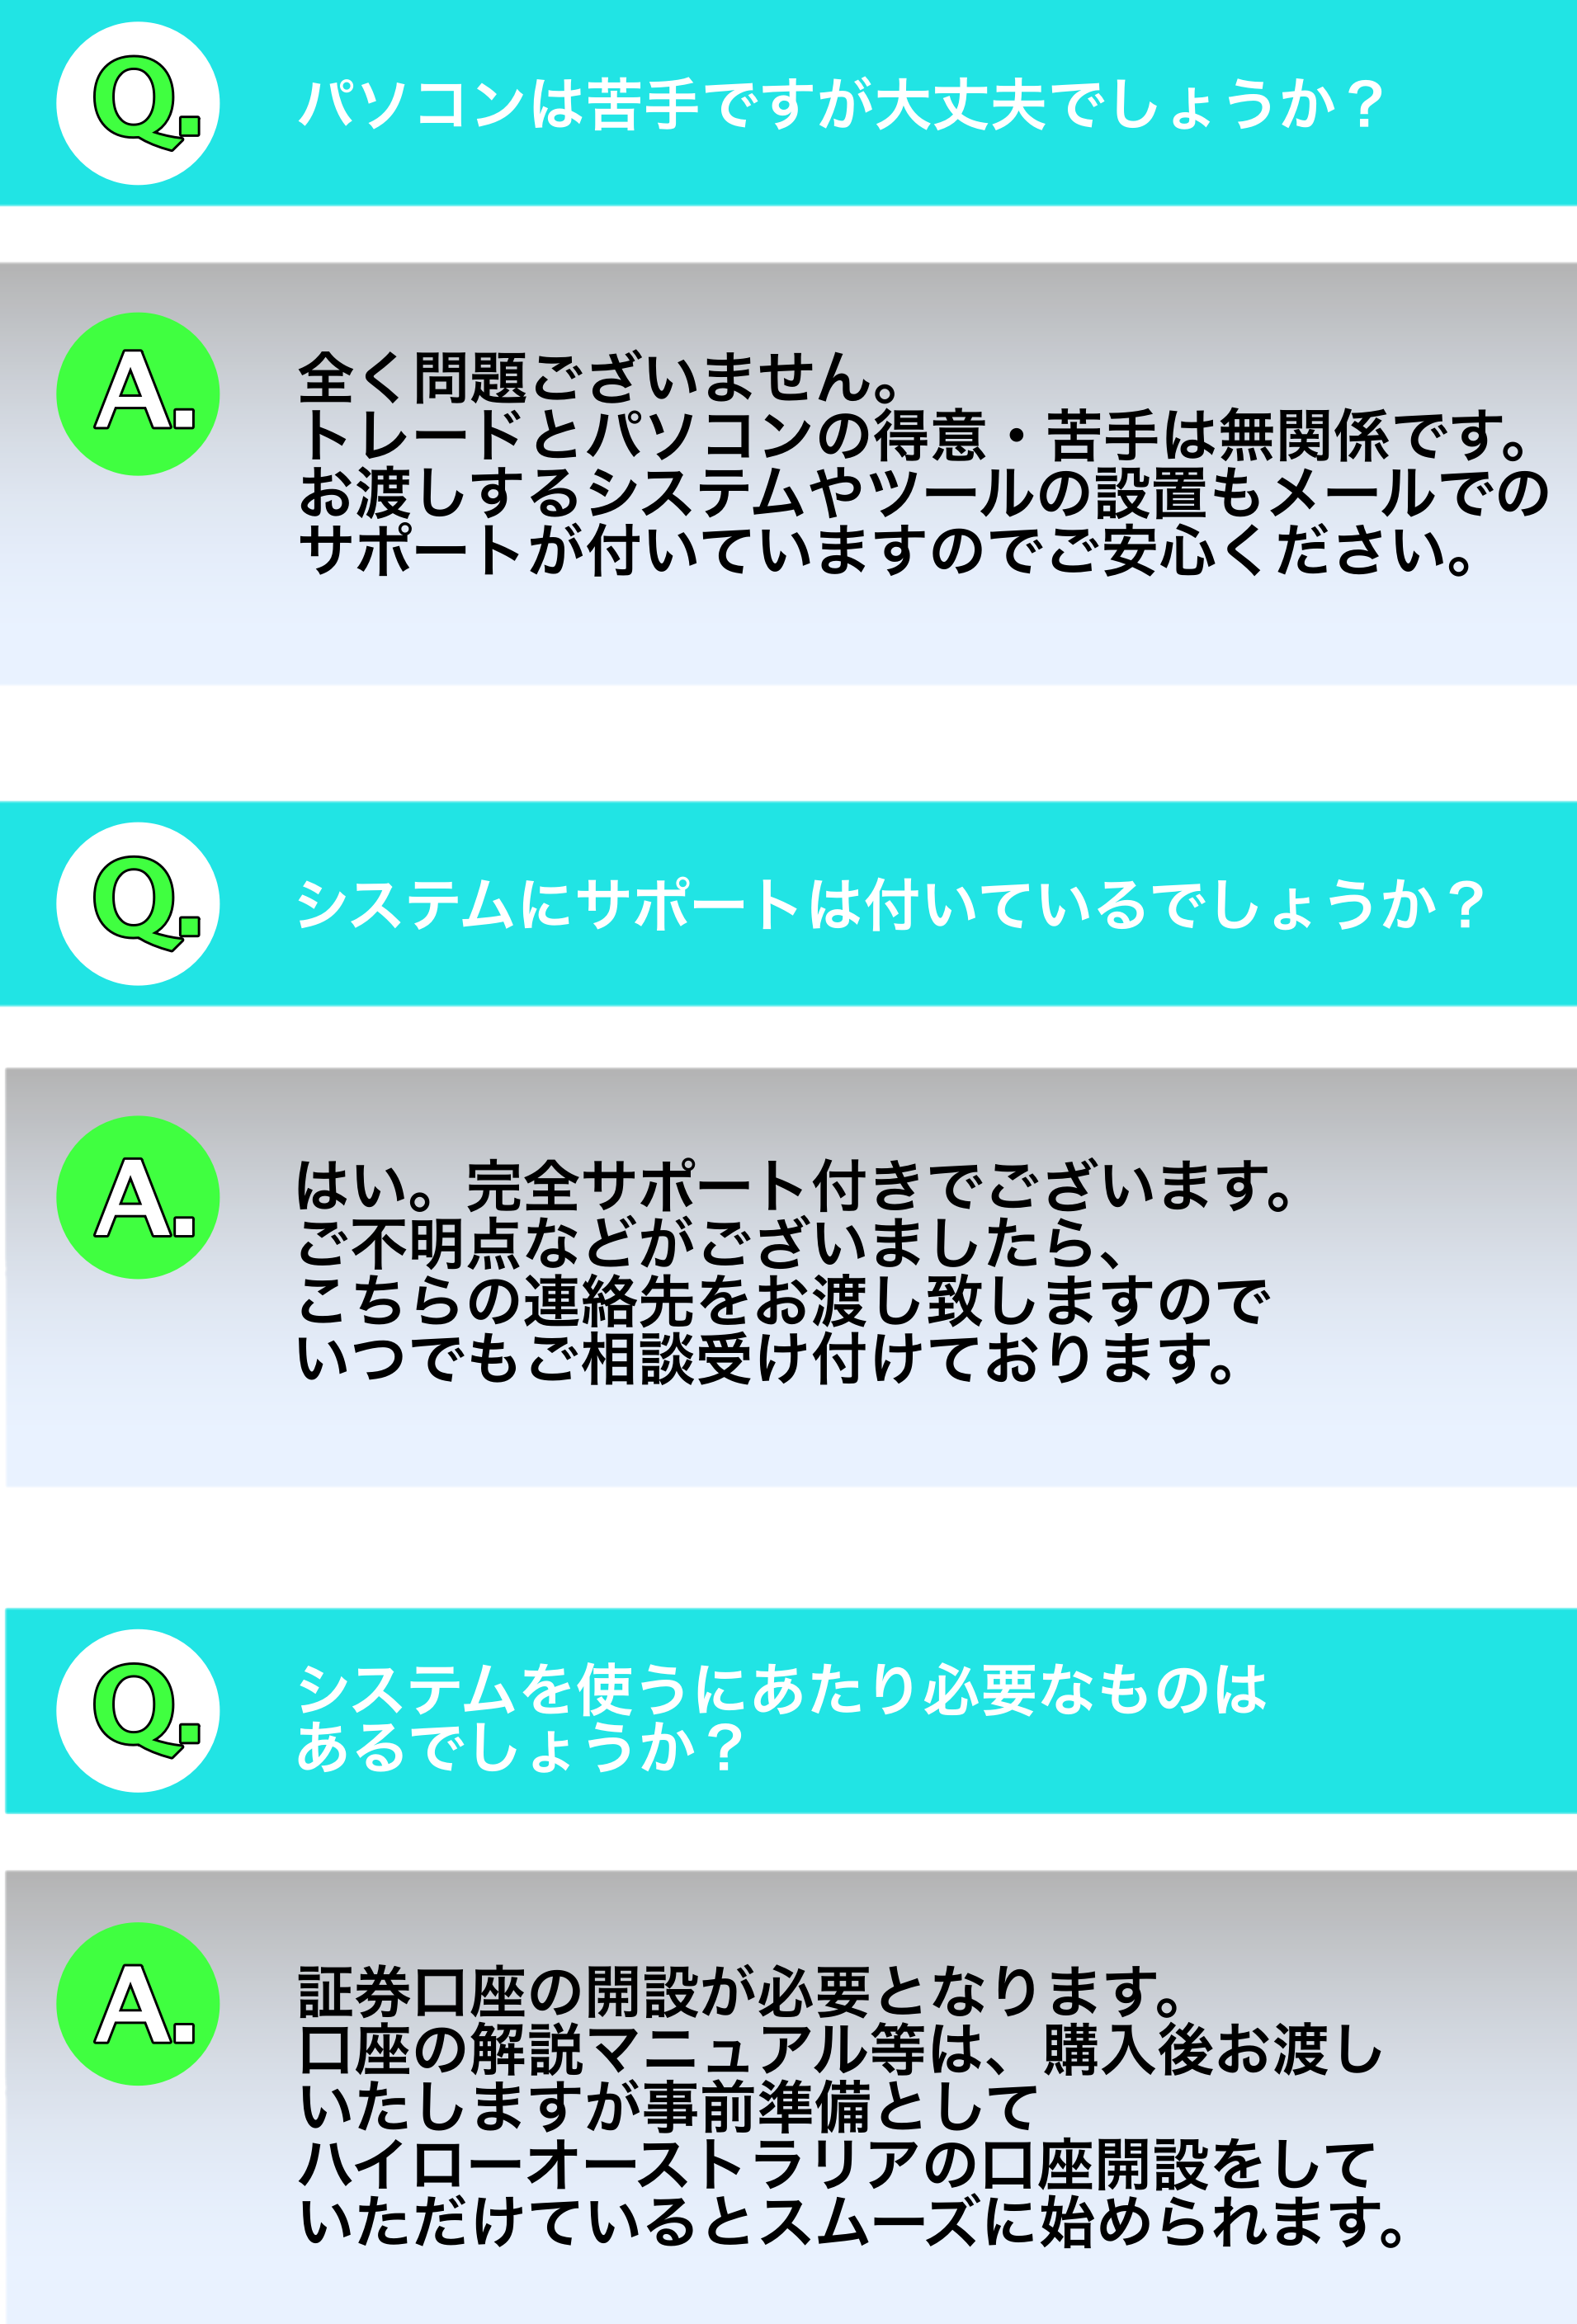 Q.
パソコンは苦手ですが大丈夫でしょうか？
A.
全く問題ございません。
トレードとパソコンの得意・苦手は無関係です。
お渡しするシステムやツールの設置もメールでの
サポートが付いていますのでご安心ください。
Q.
システムにサポートは付いているでしょうか？
A.
はい。完全サポート付きでございます。
ご不明点などがございましたら、
こちらの連絡先をお渡し致しますので
いつでもご相談受け付けております。
Q.
システムを使うにあたり必要なものは
あるでしょうか？
A.
証券口座の開設が必要となります。
口座の解説マニュアル等は、購入後お渡し
いたしますが事前準備として
ハイローオーストラリアの口座開設をして
いただけているとスムーズに始められます。